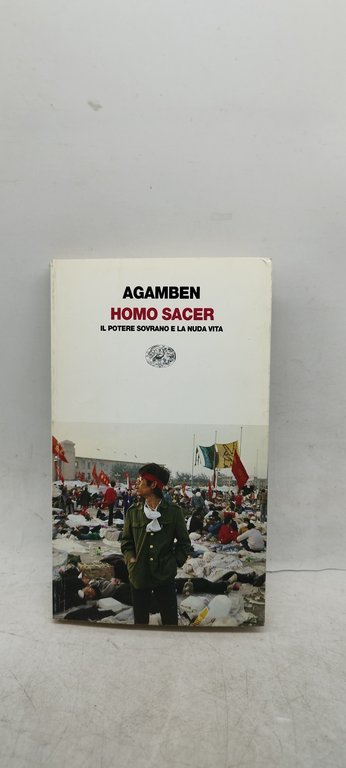 AGAMBEN
HOMO SACER
IL POTERE SOVRANO E LA NUDA VITA